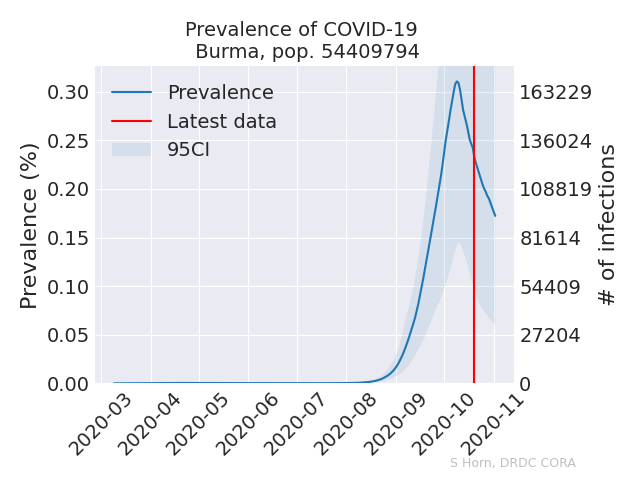 Prevalence of COVID-19
Burma, pop. 54409794
Prevalence
Latest data
95CI
Prevalence (%)
0.30
0.25
0.20
0.15
0.10
0.05
0.00
163229
136024
108819
81614
54409
27204
0
# of infections
2020-03
2020-04
2020-05
2020-06
2020-07
2020-08
2020-09
2020-10
2020-11
S Horn, DRDC CORA